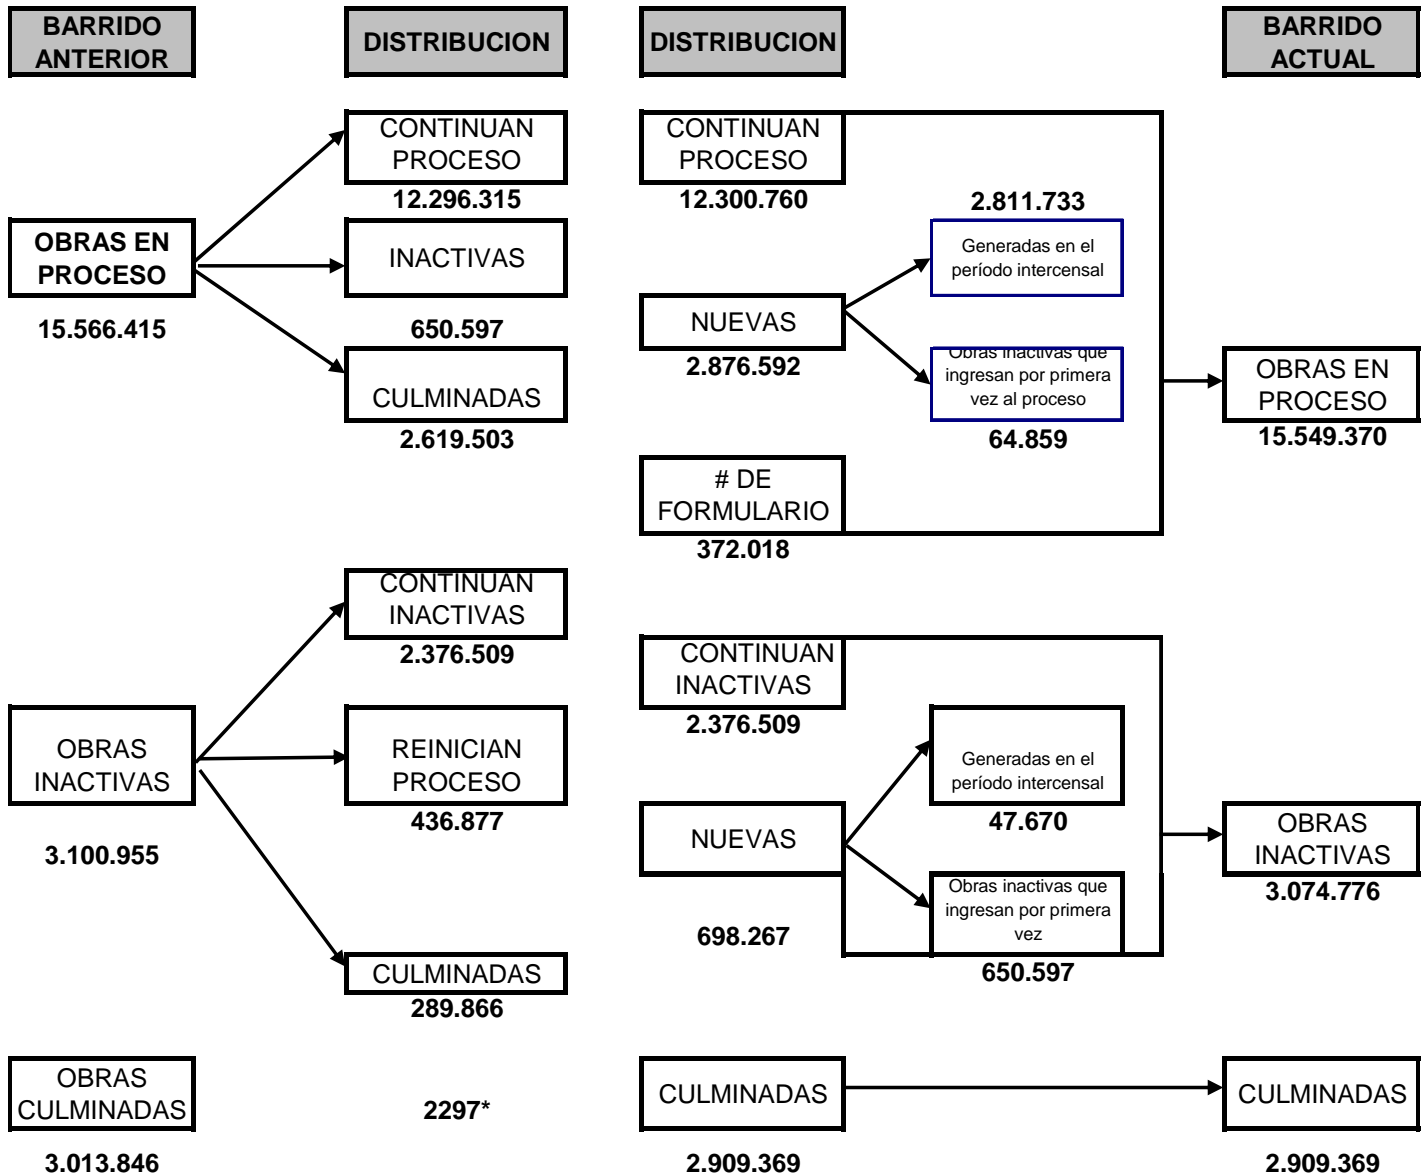 BARRIDO
ANTERIOR
DISTRIBUCION
DISTRIBUCION
BARRIDO
ACTUAL
CONTINUAN
PROCESO
12.296.315
OBRAS EN
PROCESO
15.566.415
INACTIVAS
650.597
CULMINADAS
2.619.503
CONTINUAN
PROCESO
12.300.760
2.811.733
Generadas en el
período intercensal
NUEVAS
2.876.592
Obras inactivas que
ingresan por primera
vez al proceso
64.859
# DE
FORMULARIO
372.018
OBRAS EN
PROCESO
15.549.370
CONTINUAN
INACTIVAS
2.376.509
OBRAS
INACTIVAS
3.100.955
REINICIAN
PROCESO
436.877
CULMINADAS
289.866
CONTINUAN
INACTIVAS
2.376.509
Generadas en el
período intercensal
47.670
NUEVAS
698.267
Obras inactivas que
ingresan por primera
vez
650.597
OBRAS
INACTIVAS
3.074.776
OBRAS
CULMINADAS
3.013.846
2297*
CULMINADAS
2.909.369
CULMINADAS
2.909.369